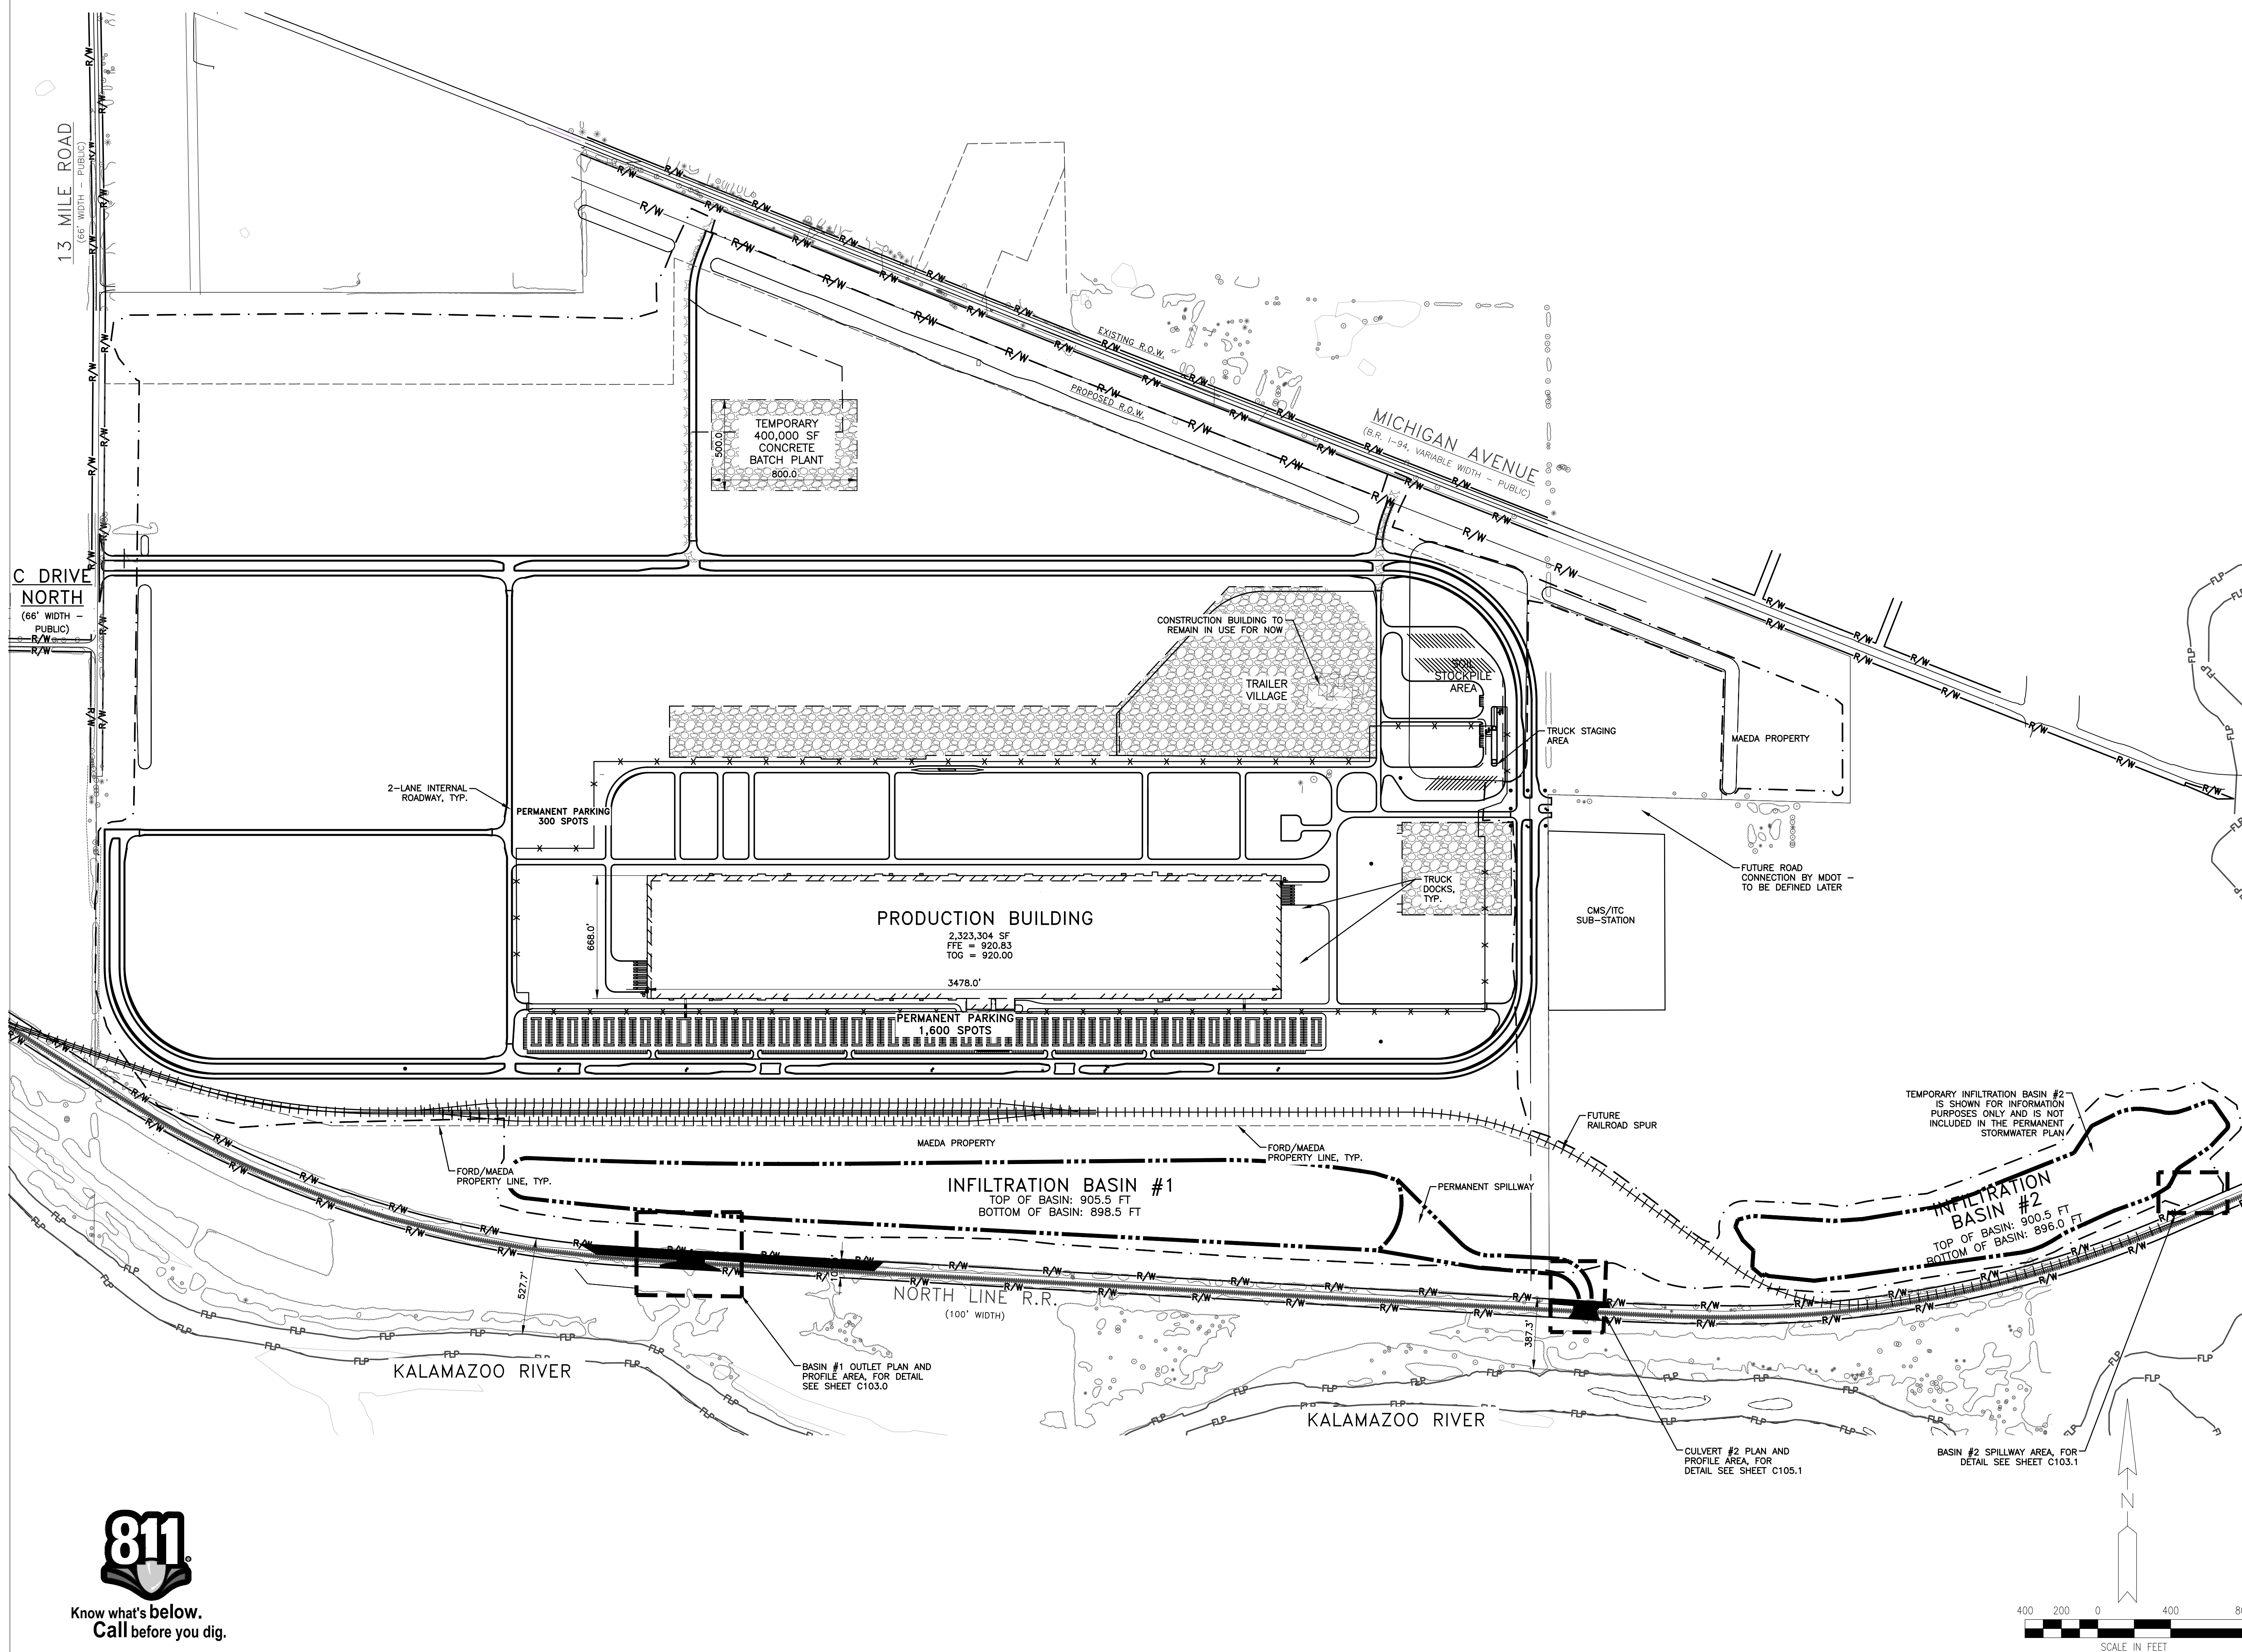 13 MILE ROAD
(66' WIDTH - PUBLIC)
R/W
EXISTING R.O.W.
PROPOSED R.O.W.
MICHIGAN AVENUE
(B.R. I-94, VARIABLE WIDTH - PUBLIC)
TEMPORARY
400,000 SF
CONCRETE
BATCH PLANT
500.0
800.0
C DRIVE
NORTH
(66' WIDTH -
PUBLIC)
CONSTRUCTION BUILDING TO
REMAIN IN USE FOR NOW
TRAILER
VILLAGE
SOIL
STOCKPILE
AREA
TRUCK STAGING
AREA
MAEDA PROPERTY
2-LANE INTERNAL
ROADWAY, TYP.
PERMANENT PARKING
300 SPOTS
FUTURE ROAD
CONNECTION BY MDOT -
TO BE DEFINED LATER
TRUCK
DOCKS,
TYP.
CMS/ITC
SUB-STATION
PRODUCTION BUILDING
2,323,304 SF
FFE = 920.83
TOG = 920.00
668.0'
3478.0'
PERMANENT PARKING
1,600 SPOTS
TEMPORARY INFILTRATION BASIN #2
IS SHOWN FOR INFORMATION
PURPOSES ONLY AND IS NOT
INCLUDED IN THE PERMANENT
STORMWATER PLAN
FUTURE
RAILROAD SPUR
MAEDA PROPERTY
FORD/MAEDA
PROPERTY LINE, TYP.
FORD/MAEDA
PROPERTY LINE, TYP.
INFILTRATION BASIN #1
TOP OF BASIN: 905.5 FT
BOTTOM OF BASIN: 898.5 FT
PERMANENT SPILLWAY
INFILTRATION
BASIN #2
TOP OF BASIN: 900.5 FT
BOTTOM OF BASIN: 896.0 FT
527.7'
NORTH LINE R.R.
(100' WIDTH)
387.3'
FLP
KALAMAZOO RIVER
BASIN #1 OUTLET PLAN AND
PROFILE AREA, FOR DETAIL
SEE SHEET C103.0
KALAMAZOO RIVER
CULVERT #2 PLAN AND
PROFILE AREA, FOR
DETAIL SEE SHEET C105.1
BASIN #2 SPILLWAY AREA, FOR
DETAIL SEE SHEET C103.1
N
811
Know what's below.
Call before you dig.
400 200 0 400
SCALE IN FEET